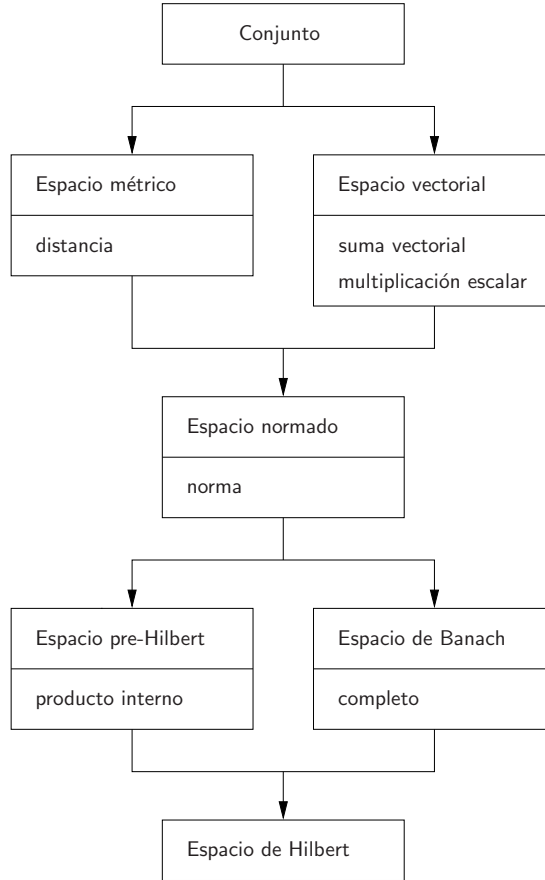 Conjunto
Espacio métrico
distancia
Espacio vectorial
suma vectorial
multiplicación escalar
Espacio normado
norma
Espacio pre-Hilbert
producto interno
Espacio de Banach
completo
Espacio de Hilbert